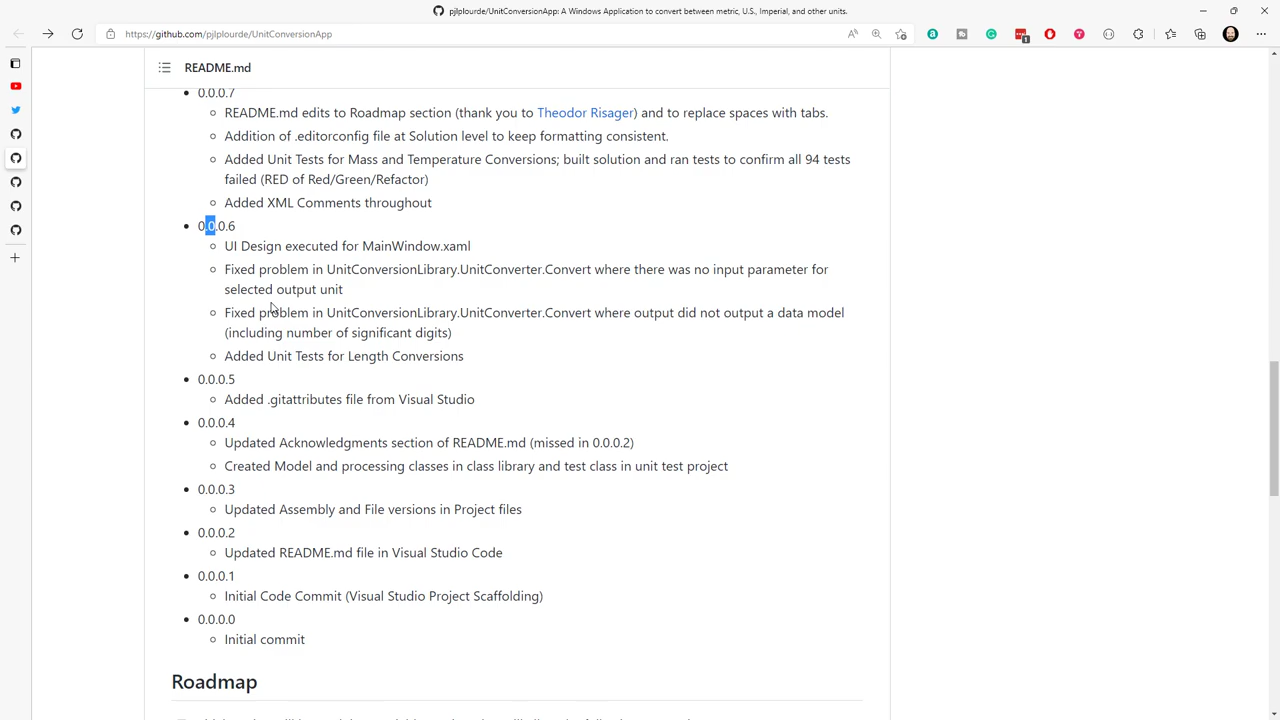 pjlplourde/UnitConversionApp: A Windows Application to convert between metric, U.S., Imperial, and other units.
https://github.com/pjlplourde/UnitConversionApp
README.md
0.0.0.7
README.md edits to Roadmap section (thank you to Theodor Risager) and to replace spaces with tabs.
Addition of .editorconfig file at Solution level to keep formatting consistent.
Added Unit Tests for Mass and Temperature Conversions; built solution and ran tests to confirm all 94 tests
failed (RED of Red/Green/Refactor)
Added XML Comments throughout
0.0.0.6
UI Design executed for MainWindow.xaml
Fixed problem in UnitConversionLibrary.UnitConverter.Convert where there was no input parameter for
selected output unit
Fixed problem in UnitConversionLibrary.UnitConverter.Convert where output did not output a data model
(including number of significant digits)
Added Unit Tests for Length Conversions
0.0.0.5
Added .gitattributes file from Visual Studio
0.0.0.4
Updated Acknowledgments section of README.md (missed in 0.0.0.2)
Created Model and processing classes in class library and test class in unit test project
0.0.0.3
Updated Assembly and File versions in Project files
0.0.0.2
Updated README.md file in Visual Studio Code
0.0.0.1
Initial Code Commit (Visual Studio Project Scaffolding)
0.0.0.0
Initial commit
Roadmap